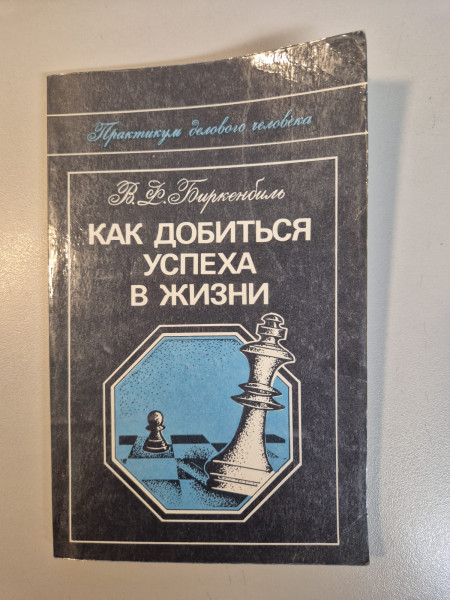 Практикум делового человека
В. Ф. Биркенбиль
КАК ДОБИТЬСЯ
УСПЕХА
В ЖИЗНИ